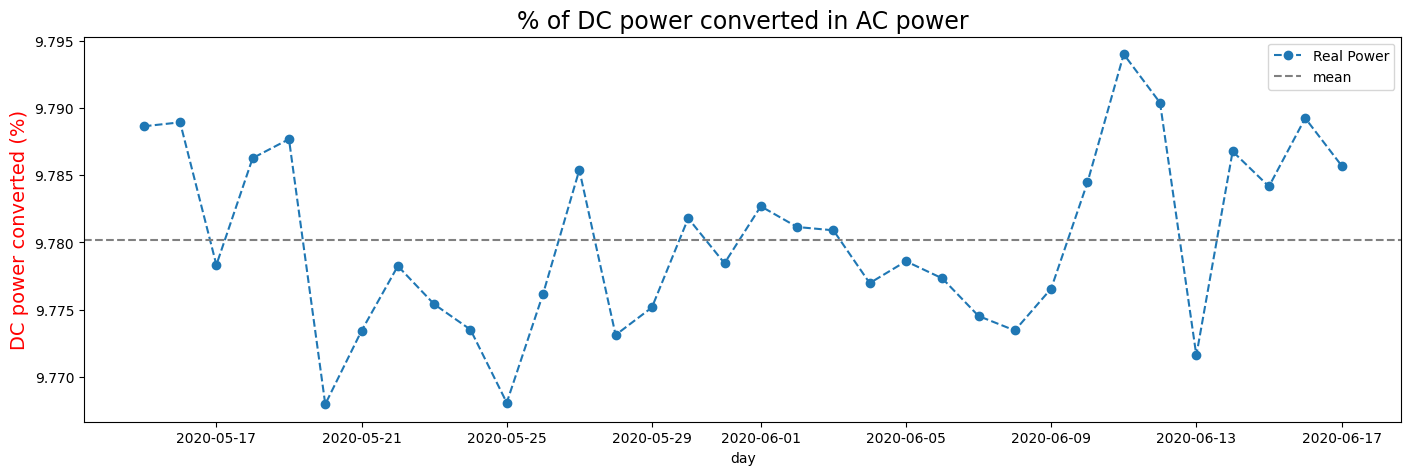 % of DC power converted in AC power
DC power converted (%)
9.795
9.790
9.785
9.780
9.775
9.770
Real Power
mean
2020-05-17 2020-05-21 2020-05-25 2020-05-29 2020-06-01 2020-06-05 2020-06-09 2020-06-13 2020-06-17
day